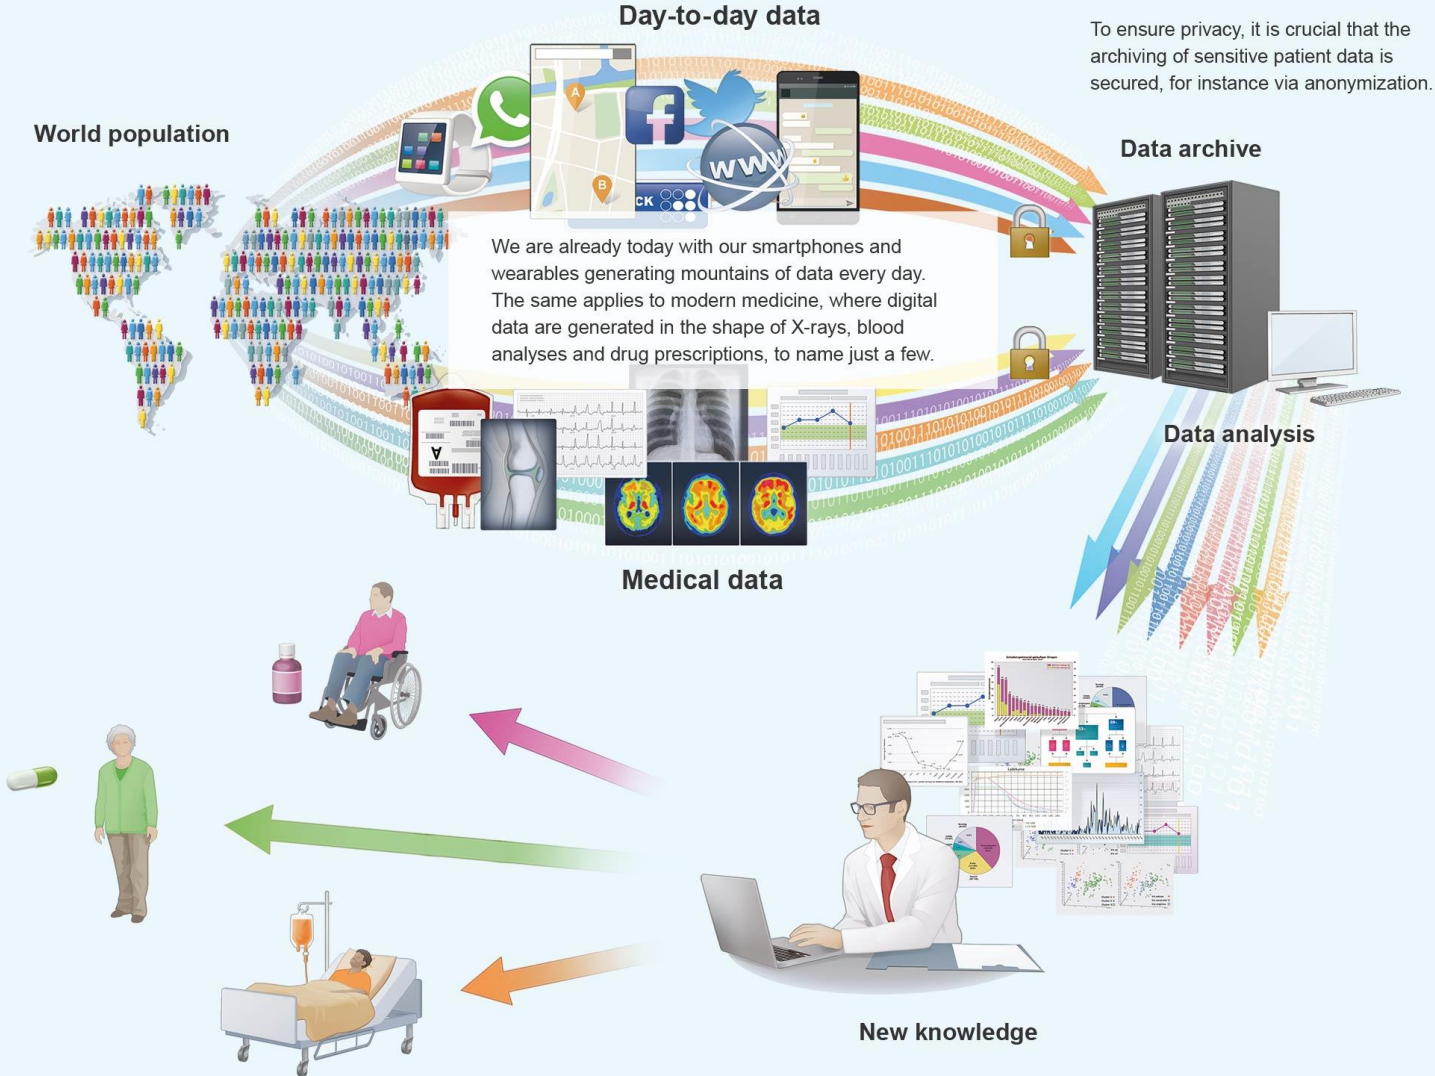 Day-to-day data
To ensure privacy, it is crucial that the
archiving of sensitive patient data is
secured, for instance via anonymization.
World population
Data archive
A
B
WWW
CK
We are already today with our smartphones and
wearables generating mountains of data every day.
The same applies to modern medicine, where digital
data are generated in the shape of X-rays, blood
analyses and drug prescriptions, to name just a few.
A
Data analysis
Medical data
New knowledge